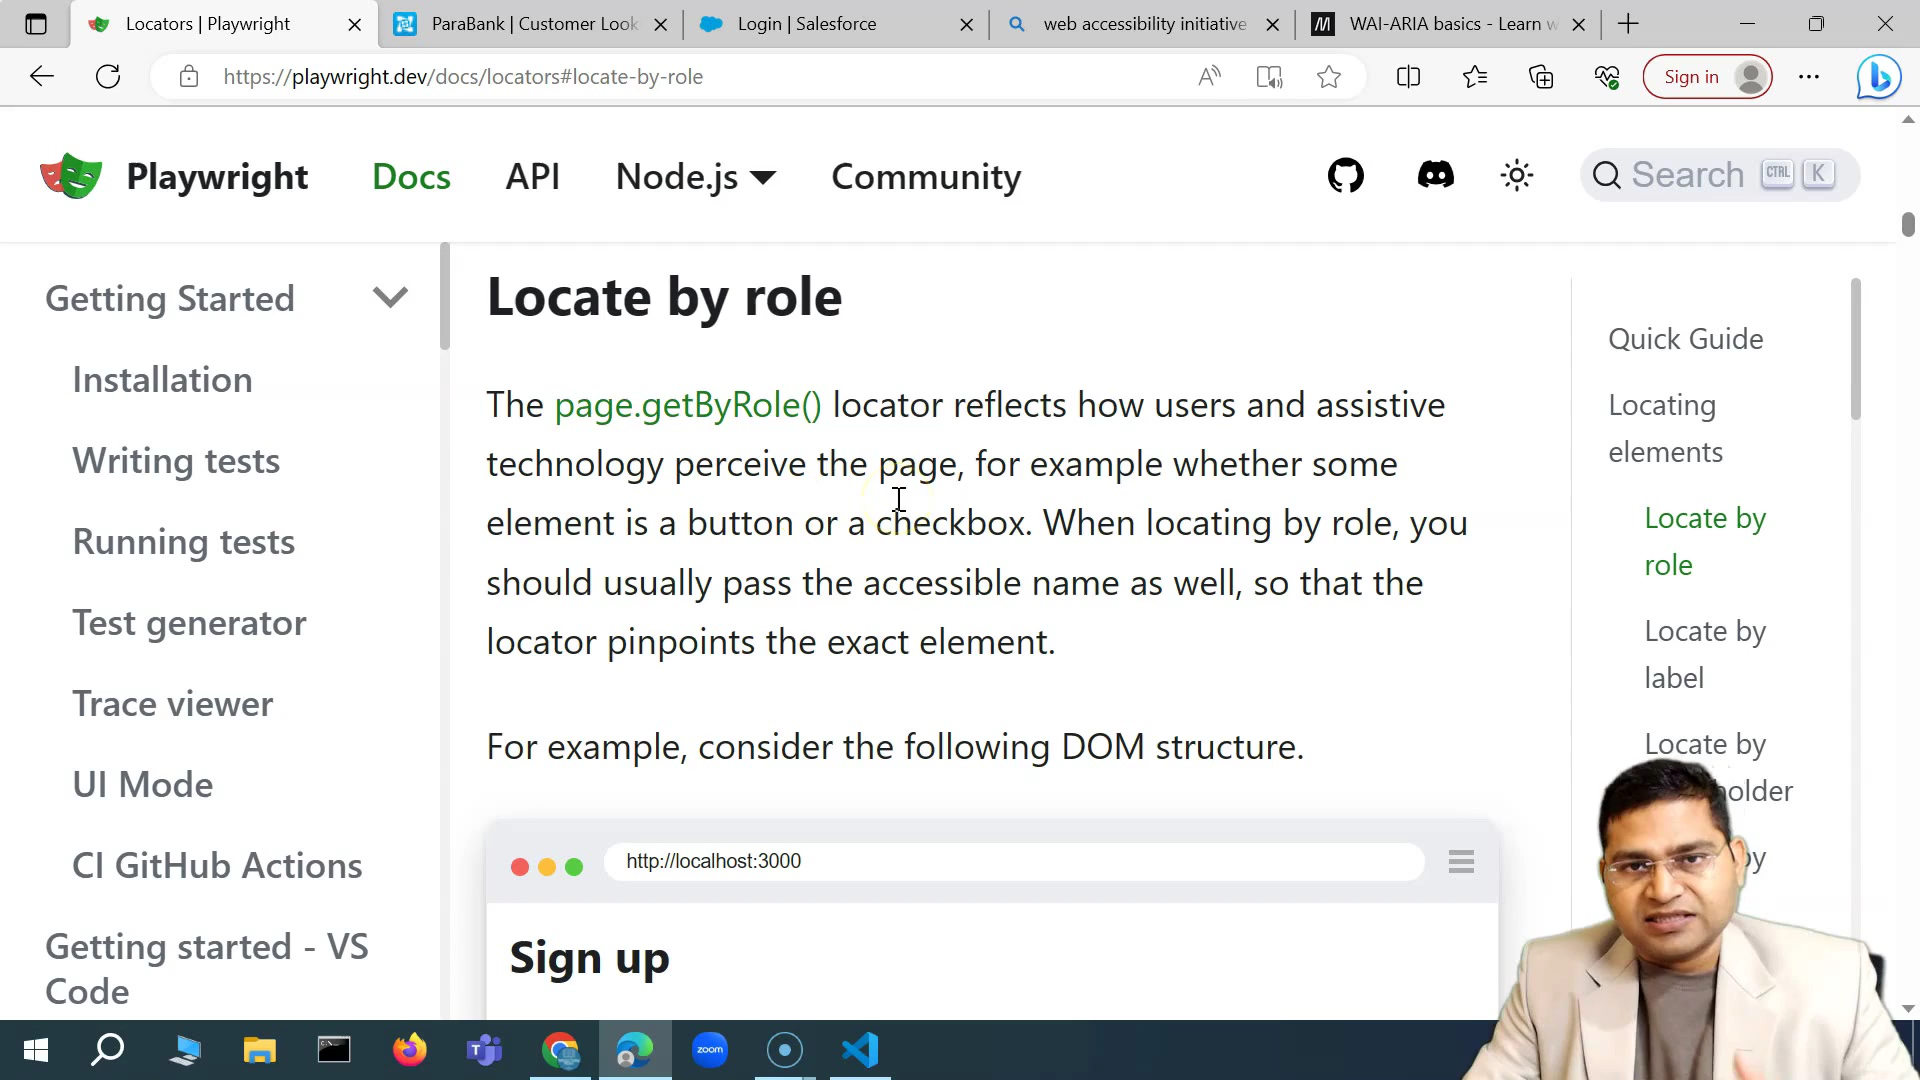 Locators | Playwright
ParaBank | Customer Look
Login | Salesforce
web accessibility initiative
WAI-ARIA basics - Learn w
https://playwright.dev/docs/locators#locate-by-role
Sign in
Playwright
Docs
API
Node.js
Community
Search
CTRL
K
Getting Started
Installation
Writing tests
Running tests
Test generator
Trace viewer
UI Mode
CI GitHub Actions
Getting started - VS
Code
Locate by role
The page.getByRole() locator reflects how users and assistive
technology perceive the page, for example whether some
element is a button or a checkbox. When locating by role, you
should usually pass the accessible name as well, so that the
locator pinpoints the exact element.
For example, consider the following DOM structure.
http://localhost:3000
Sign up
Quick Guide
Locating
elements
Locate by
role
Locate by
label
Locate by
holder
by
zoom